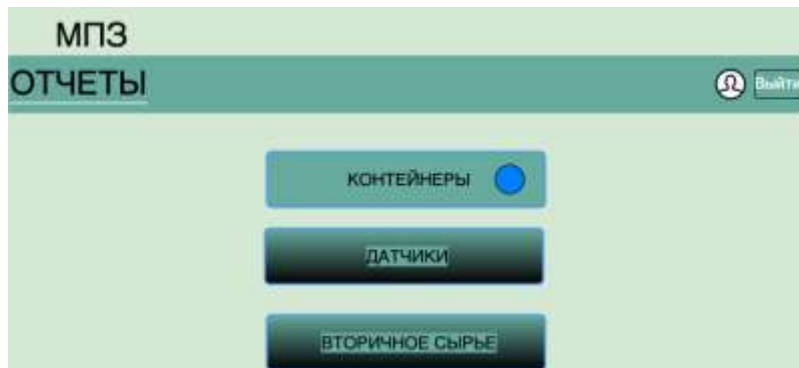 МПЗ
ОТЧЕТЫ
Выйти
КОНТЕЙНЕРЫ
ДАТЧИКИ
ВТОРИЧНОЕ СЫРЬЕ